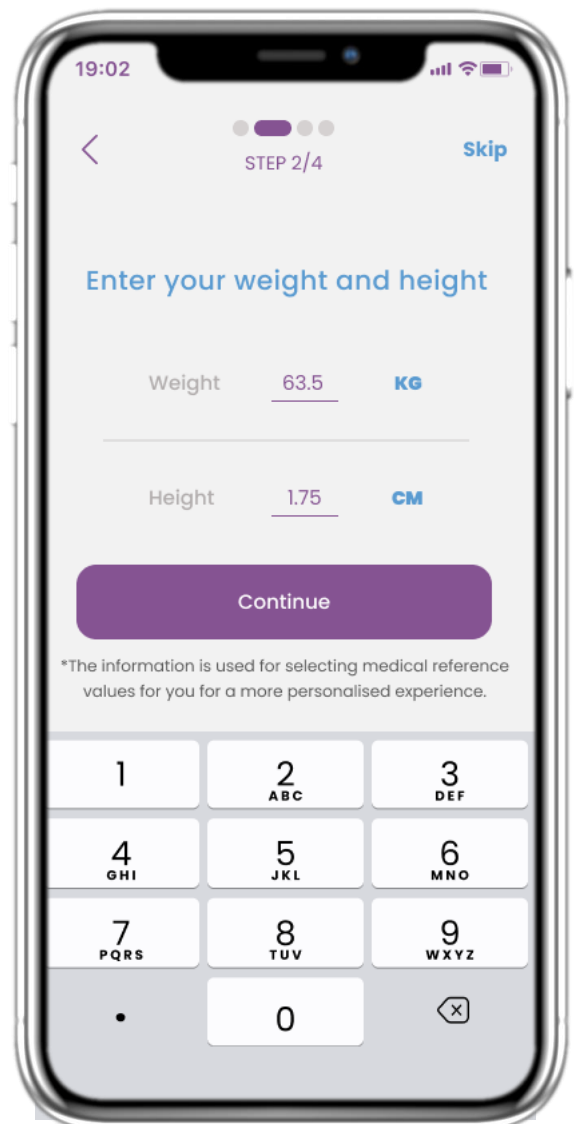 19:02
STEP 2/4
Skip
Enter your weight and height
Weight 63.5 KG
Height 1.75 CM
Continue
*The information is used for selecting medical reference
values for you for a more personalised experience.
1 2 3
ABC DEF
4 5 6
GHI JKL MNO
7 8 9
PQRS TUV WXYZ
. 0